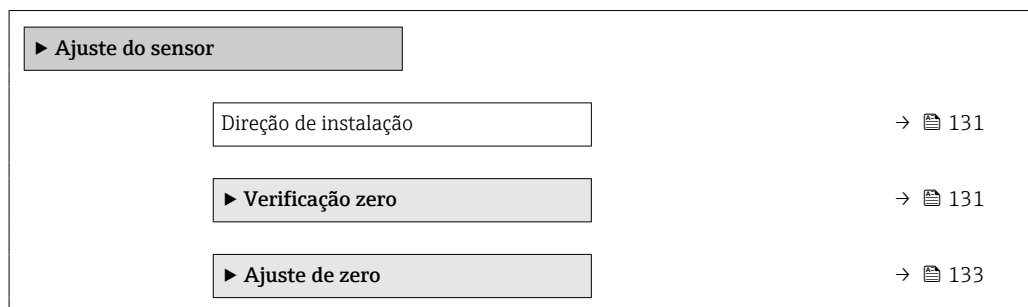 ▶ Ajuste do sensor
Direção de instalação → 131
▶ Verificação zero → 131
▶ Ajuste de zero → 133